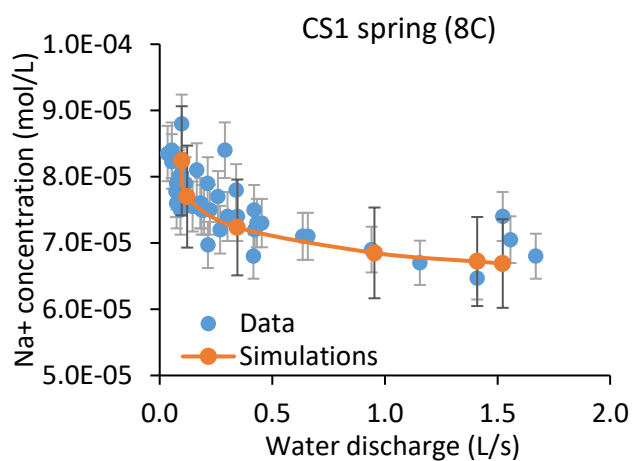 CS1 spring (8C)
Na+ concentration (mol/L)
1.0E-04
9.0E-05
8.0E-05
7.0E-05
6.0E-05
5.0E-05
Data
Simulations
0.0 0.5 1.0 1.5 2.0
Water discharge (L/s)